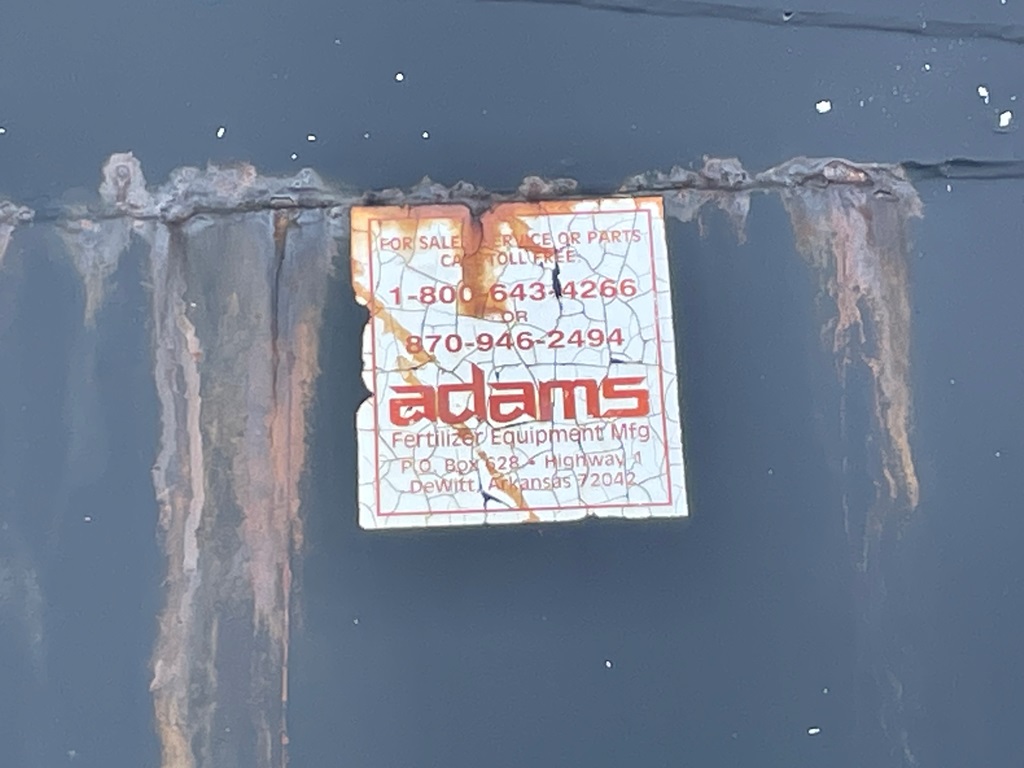 FOR SALE, SERVICE OR PARTS
CALL TOLL FREE
1-800-643-4266
OR
870-946-2494
adams
Fertilizer Equipment Mfg
P.O. Box 628 • Highway 1
DeWitt, Arkansas 72042